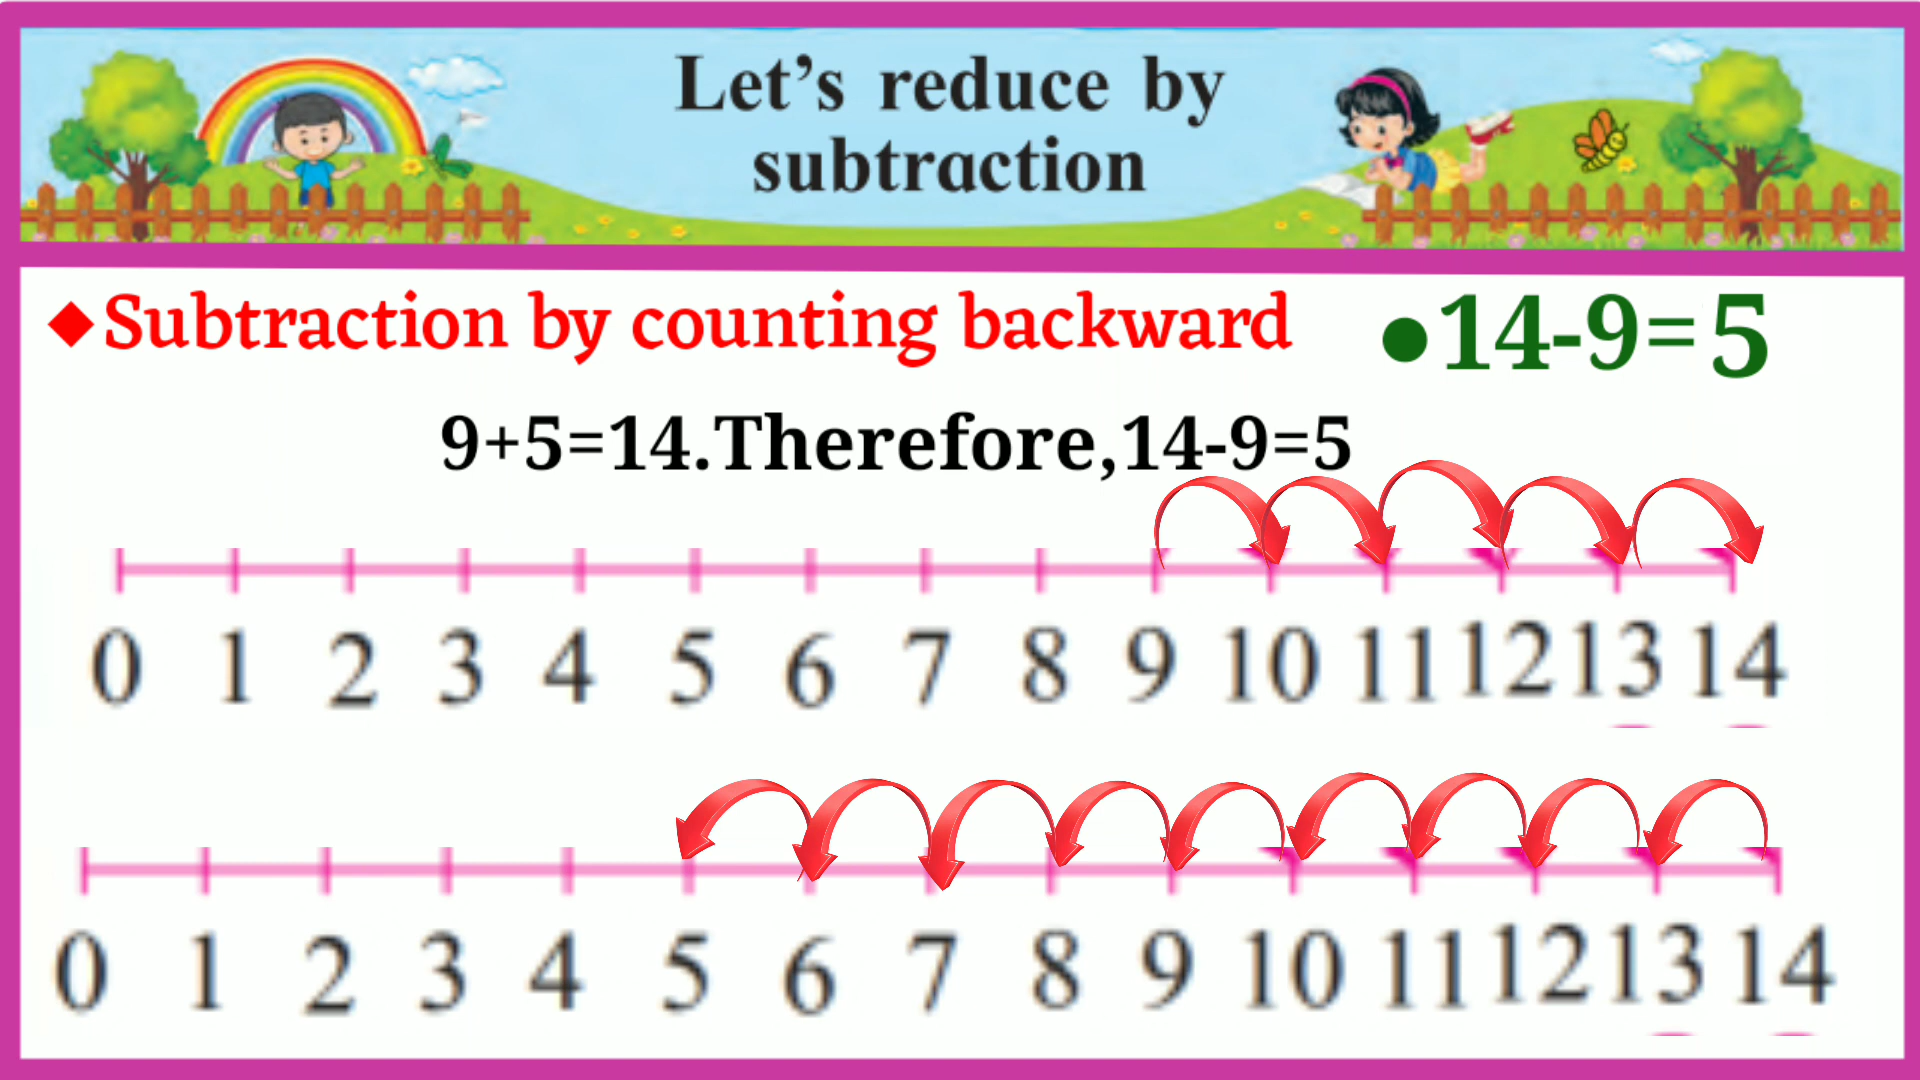 Let’s reduce by
subtraction
◆Subtraction by counting backward
●14-9=5
9+5=14.Therefore,14-9=5
0 1 2 3 4 5 6 7 8 9 10 11 12 13 14
0 1 2 3 4 5 6 7 8 9 10 11 12 13 14